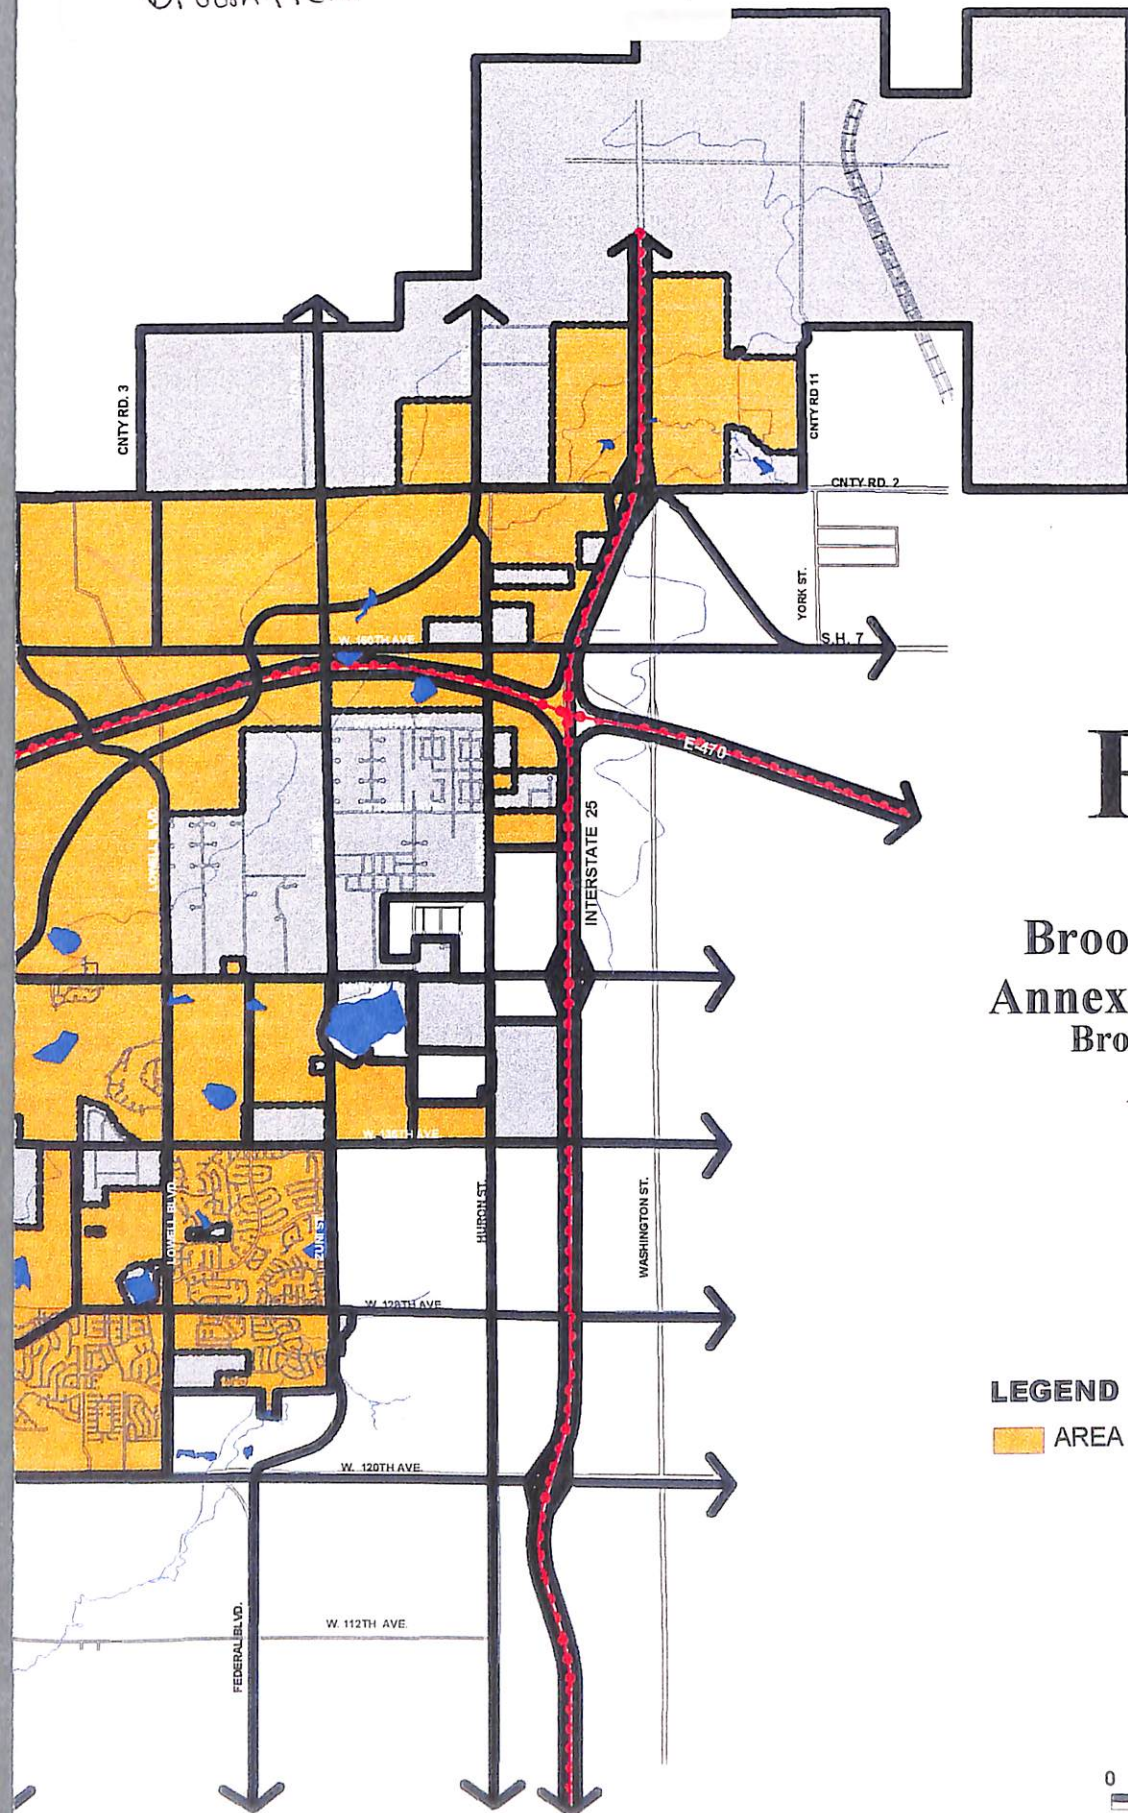 CNTY RD. 3
CNTY RD 11
CNTY RD. 2
YORK ST.
W. 160TH AVE
S.H. 7
E-470
INTERSTATE 25
LOWELL BLVD.
Broo
Annex
Bro
W. 136TH AVE
LOWELL BLVD.
ZUNI ST.
HURON ST.
WASHINGTON ST.
W. 128TH AVE
LEGEND
AREA
W. 120TH AVE.
FEDERAL BLVD.
W. 112TH AVE.
0